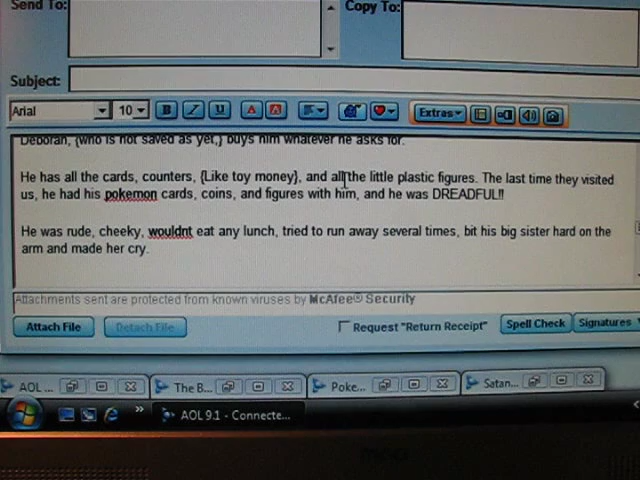 Send To:
Copy To:
Subject:
Arial 10 B I U A A Extras
Deborah, {who is not saved as yet,} buys him whatever he asks for.
He has all the cards, counters, {Like toy money}, and all the little plastic figures. The last time they visited
us, he had his pokemon cards, coins, and figures with him, and he was DREADFUL!!
He was rude, cheeky, wouldnt eat any lunch, tried to run away several times, bit his big sister hard on the
arm and made her cry.
Attachments sent are protected from known viruses by McAfee® Security
Attach File Detach File Request "Return Receipt" Spell Check Signatures
AOL ... The B... Poke... Satan...
AOL 9.1 - Connecte...